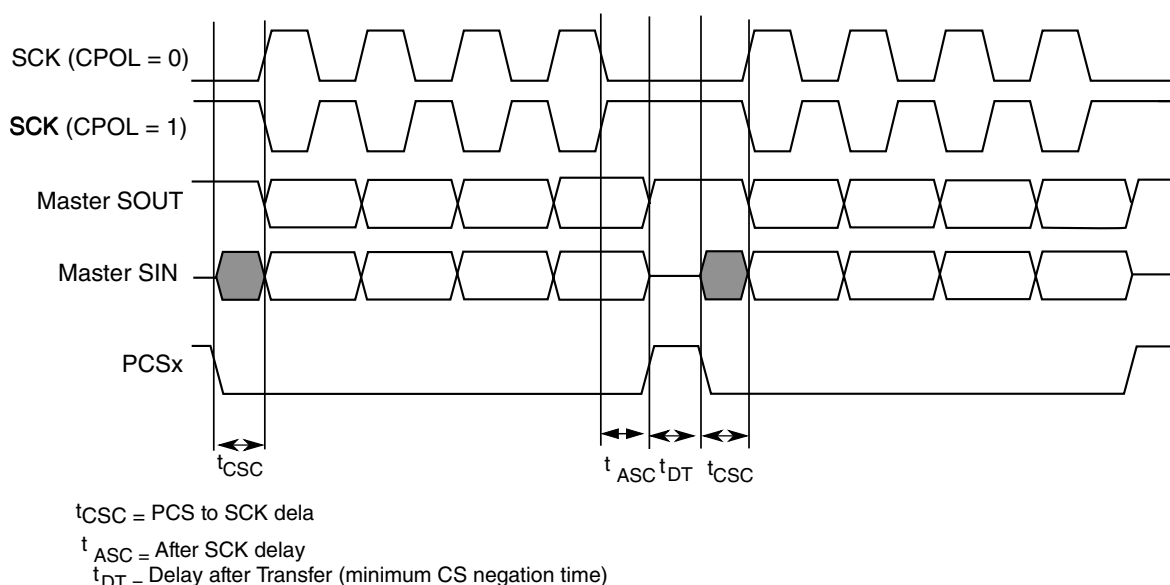 SCK (CPOL = 0)
SCK (CPOL = 1)
Master SOUT
Master SIN
PCSx
tCSC
tASC
tDT
tCSC
tCSC = PCS to SCK dela
t ASC = After SCK delay
tDT = Delay after Transfer (minimum CS negation time)